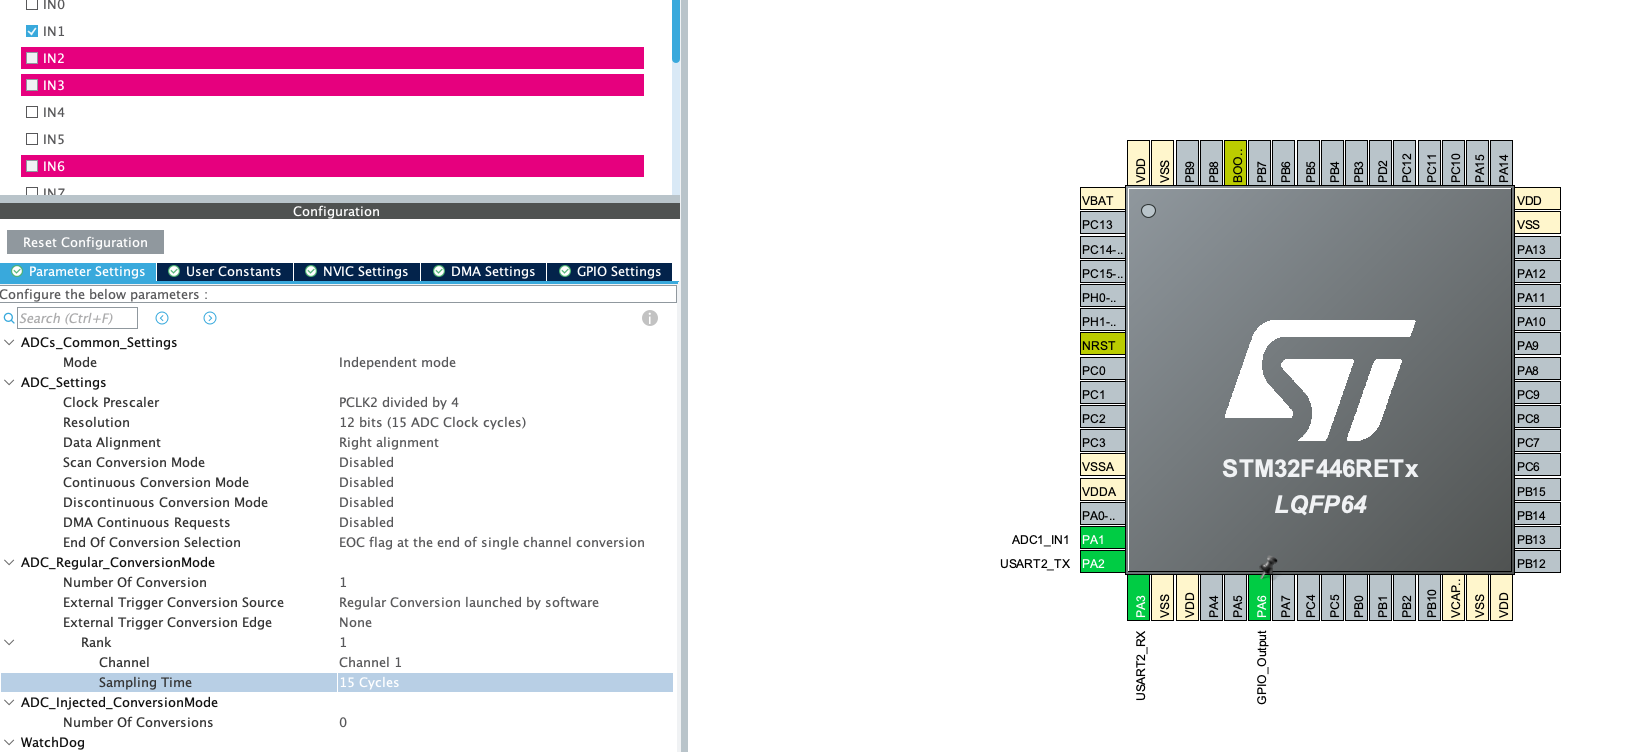 IN0
IN1
IN2
IN3
IN4
IN5
IN6
IN7
Configuration
Reset Configuration
Parameter Settings
User Constants
NVIC Settings
DMA Settings
GPIO Settings
Configure the below parameters :
Search (Ctrl+F)
ADCs_Common_Settings
Mode Independent mode
ADC_Settings
Clock Prescaler PCLK2 divided by 4
Resolution 12 bits (15 ADC Clock cycles)
Data Alignment Right alignment
Scan Conversion Mode Disabled
Continuous Conversion Mode Disabled
Discontinuous Conversion Mode Disabled
DMA Continuous Requests Disabled
End Of Conversion Selection EOC flag at the end of single channel conversion
ADC_Regular_ConversionMode
Number Of Conversion 1
External Trigger Conversion Source Regular Conversion launched by software
External Trigger Conversion Edge None
Rank 1
Channel Channel 1
Sampling Time 15 Cycles
ADC_Injected_ConversionMode
Number Of Conversions 0
WatchDog
VDD
VSS
PB9
PB8
BOO..
PB7
PB6
PB5
PB4
PB3
PD2
PC12
PC11
PC10
PA15
PA14
VBAT
PC13
PC14-..
PC15-..
PH0-..
PH1-..
NRST
PC0
PC1
PC2
PC3
VSSA
VDDA
PA0-..
ADC1_IN1 PA1
USART2_TX PA2
STM32F446RETx
LQFP64
VDD
VSS
PA13
PA12
PA11
PA10
PA9
PA8
PC9
PC8
PC7
PC6
PB15
PB14
PB13
PB12
PA3
VSS
VDD
PA4
PA5
PA6
PA7
PC4
PC5
PB0
PB1
PB2
PB10
VCAP..
VSS
VDD
USART2_RX
GPIO_Output